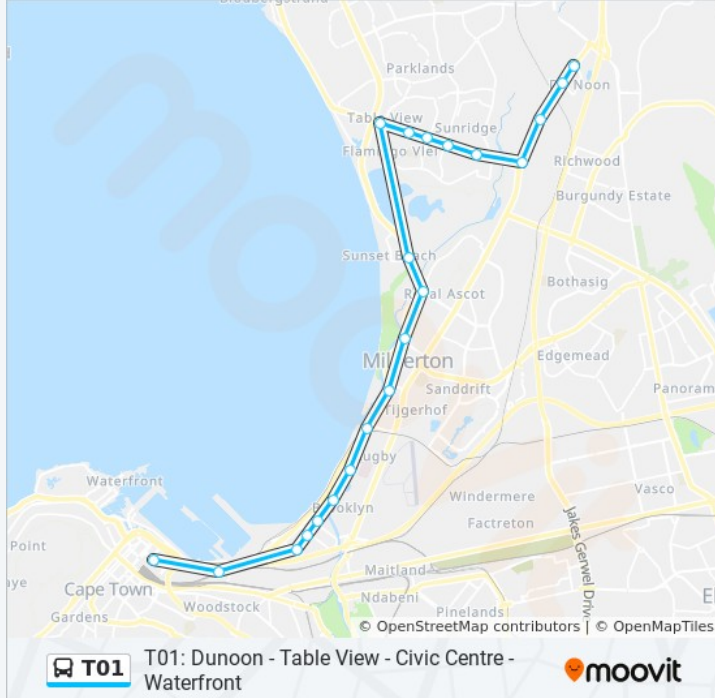 Parklands
Du Noon
Table View
Sunridge
Flamingo Vlei
Richwood
Burgundy Estate
Sunset Beach
Royal Ascot
Bothasig
Milnerton
Edgemead
Sanddrift
Panoram
Tijgerhof
Rugby
Waterfront
Brooklyn
Windermere
Vasco
Factreton
Jakes Gerwel Drive
Point
Maitland
Cape Town
Ndabeni
Woodstock
Pinelands
Gardens
© OpenStreetMap contributors | © OpenMapTiles
T01
T01: Dunoon - Table View - Civic Centre -
Waterfront
moovit